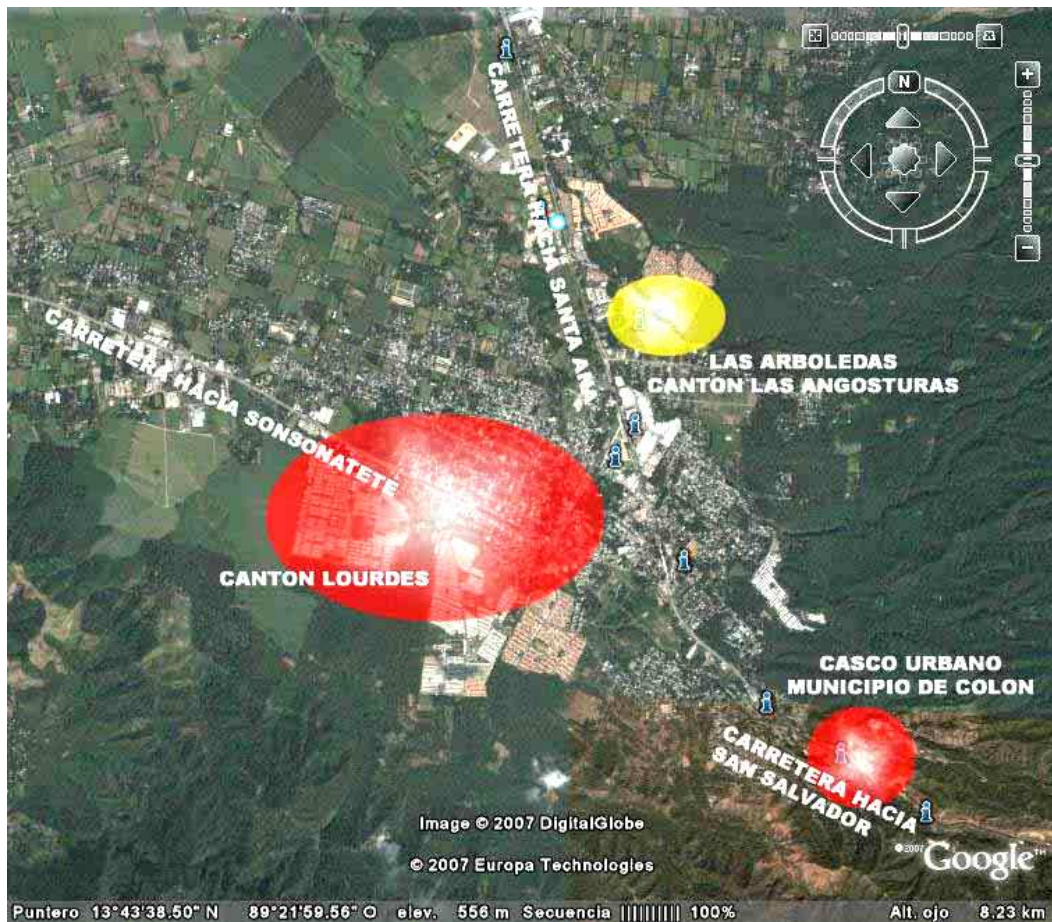 N
CARRETERA HACIA SANTA ANA
CARRETERA HACIA SONSONATETE
LAS ARBOLEDAS
CANTON LAS ANGOSTURAS
CANTON LOURDES
CASCO URBANO
MUNICIPIO DE COLON
CARRETERA HACIA
SAN SALVADOR
Image © 2007 DigitalGlobe
© 2007 Europa Technologies
©2007 Google™
Puntero 13°43'38.50" N 89°21'59.56" O elev. 556 m Secuencia ||||||||| 100% Alt. ojo 8.23 km